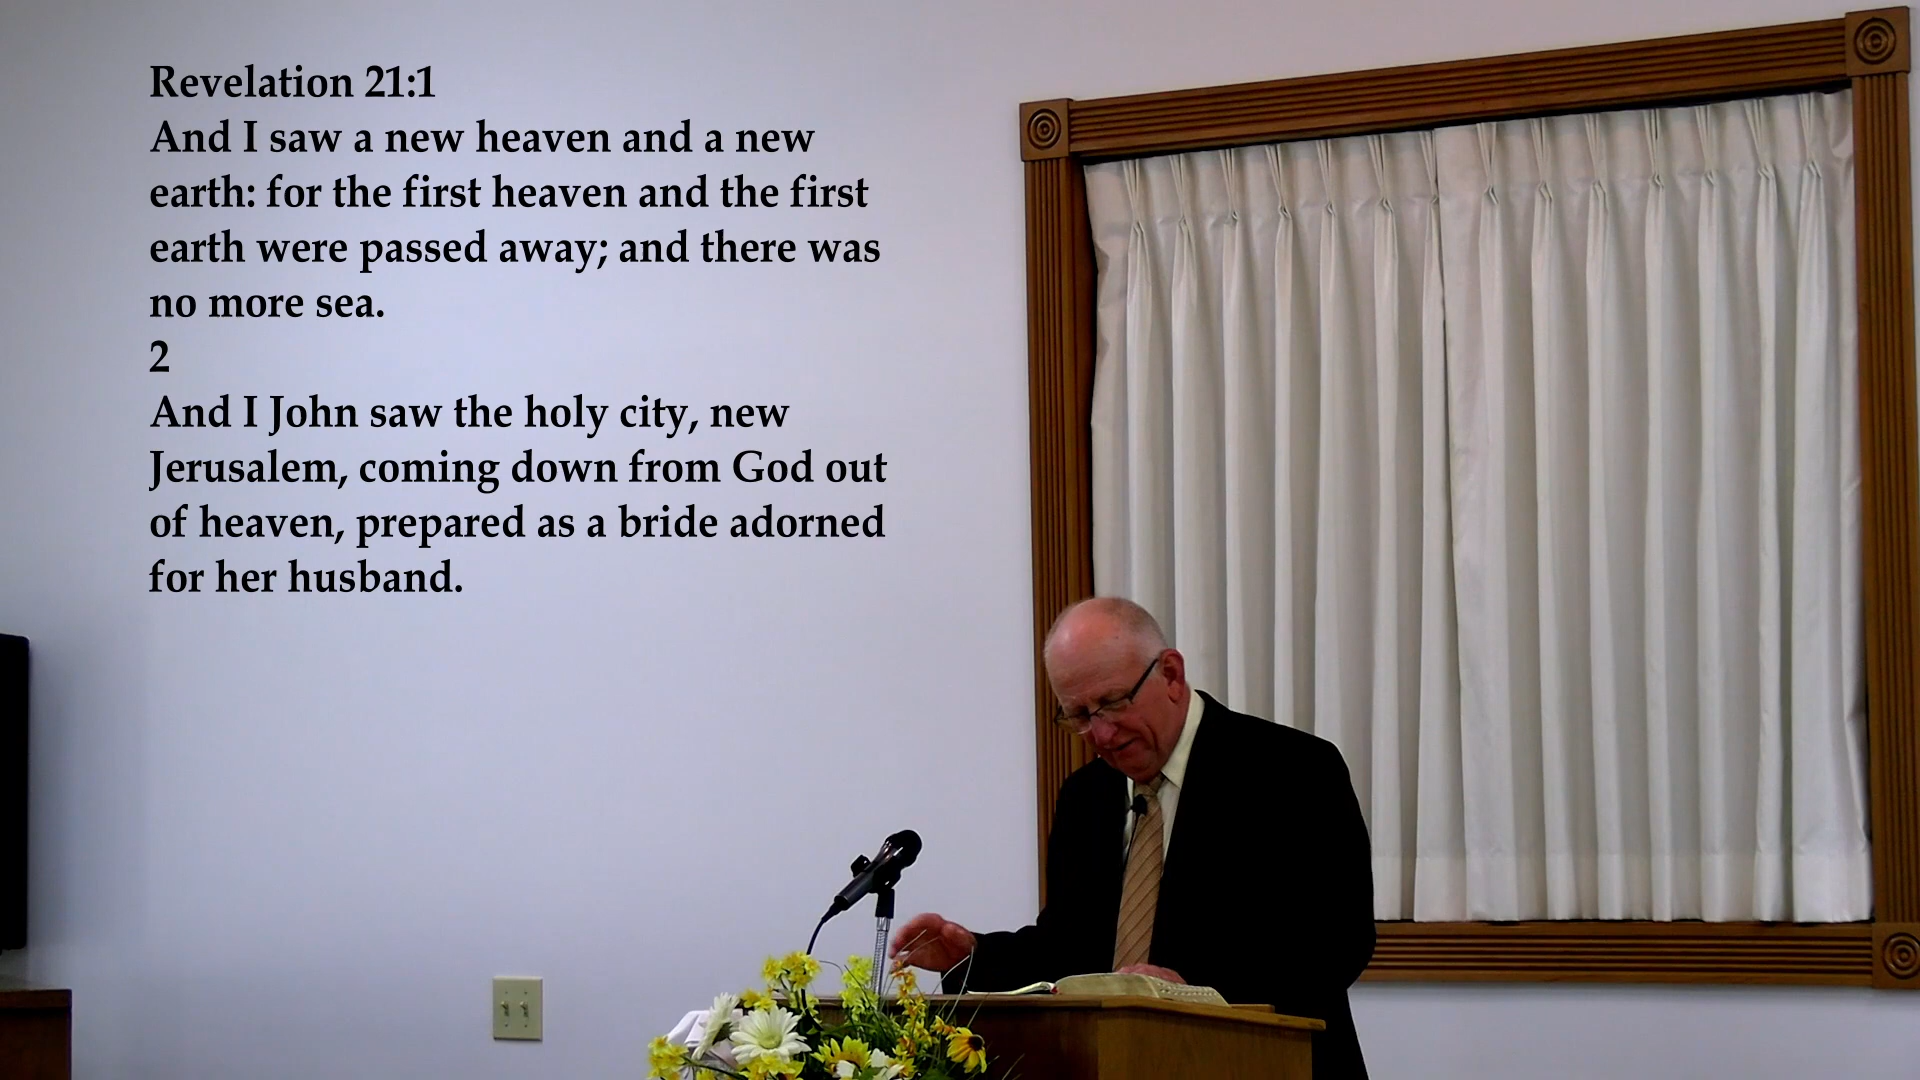 Revelation 21:1
And I saw a new heaven and a new
earth: for the first heaven and the first
earth were passed away; and there was
no more sea.
2
And I John saw the holy city, new
Jerusalem, coming down from God out
of heaven, prepared as a bride adorned
for her husband.